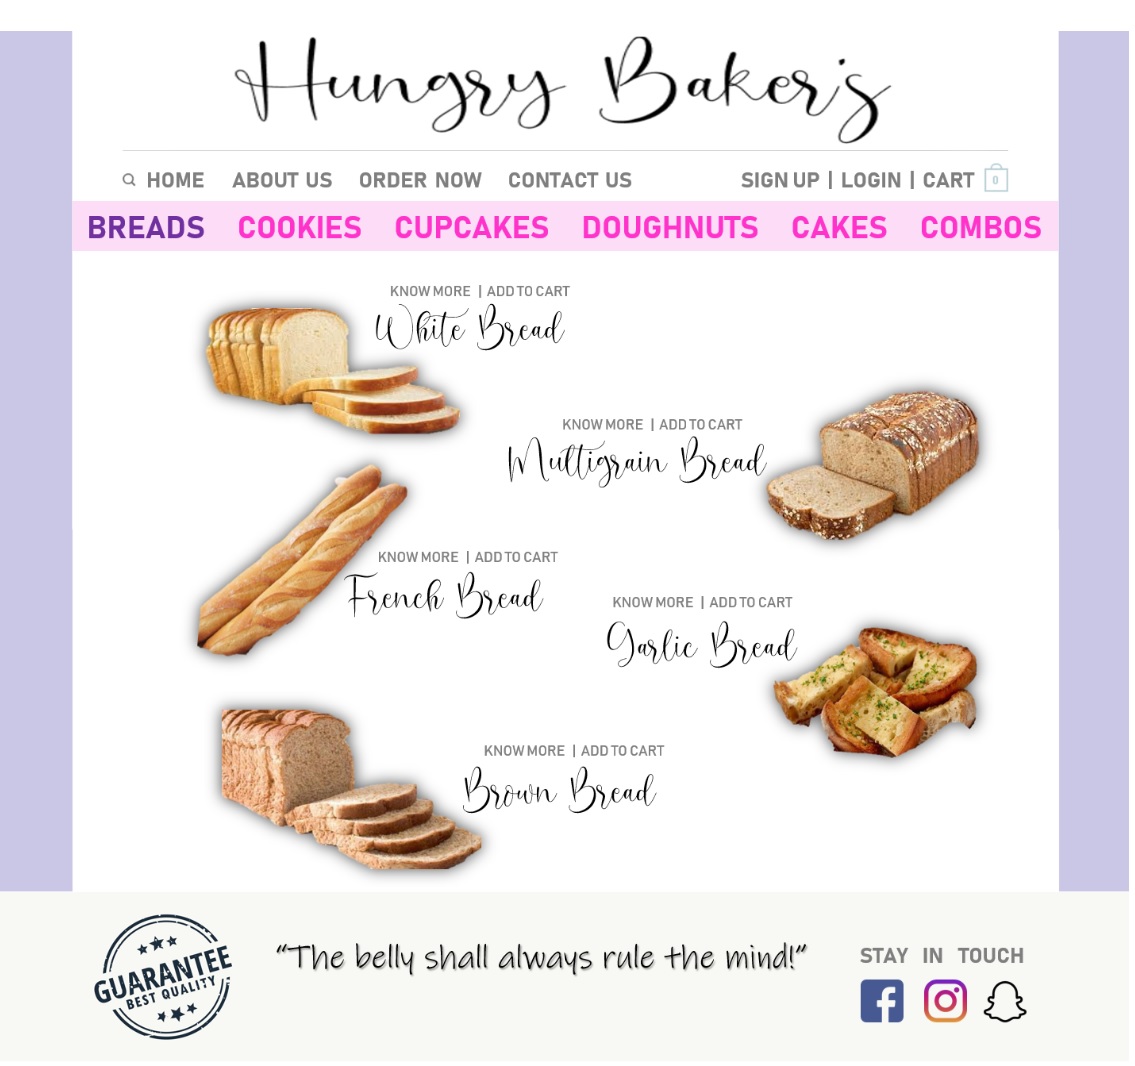 Hungry Baker's
HOME ABOUT US ORDER NOW CONTACT US SIGN UP | LOGIN | CART 0
BREADS COOKIES CUPCAKES DOUGHNUTS CAKES COMBOS
KNOW MORE | ADD TO CART
White Bread
KNOW MORE | ADD TO CART
Multigrain Bread
KNOW MORE | ADD TO CART
French Bread
KNOW MORE | ADD TO CART
Garlic Bread
KNOW MORE | ADD TO CART
Brown Bread
GUARANTEE
BEST QUALITY
“The belly shall always rule the mind!”
STAY IN TOUCH